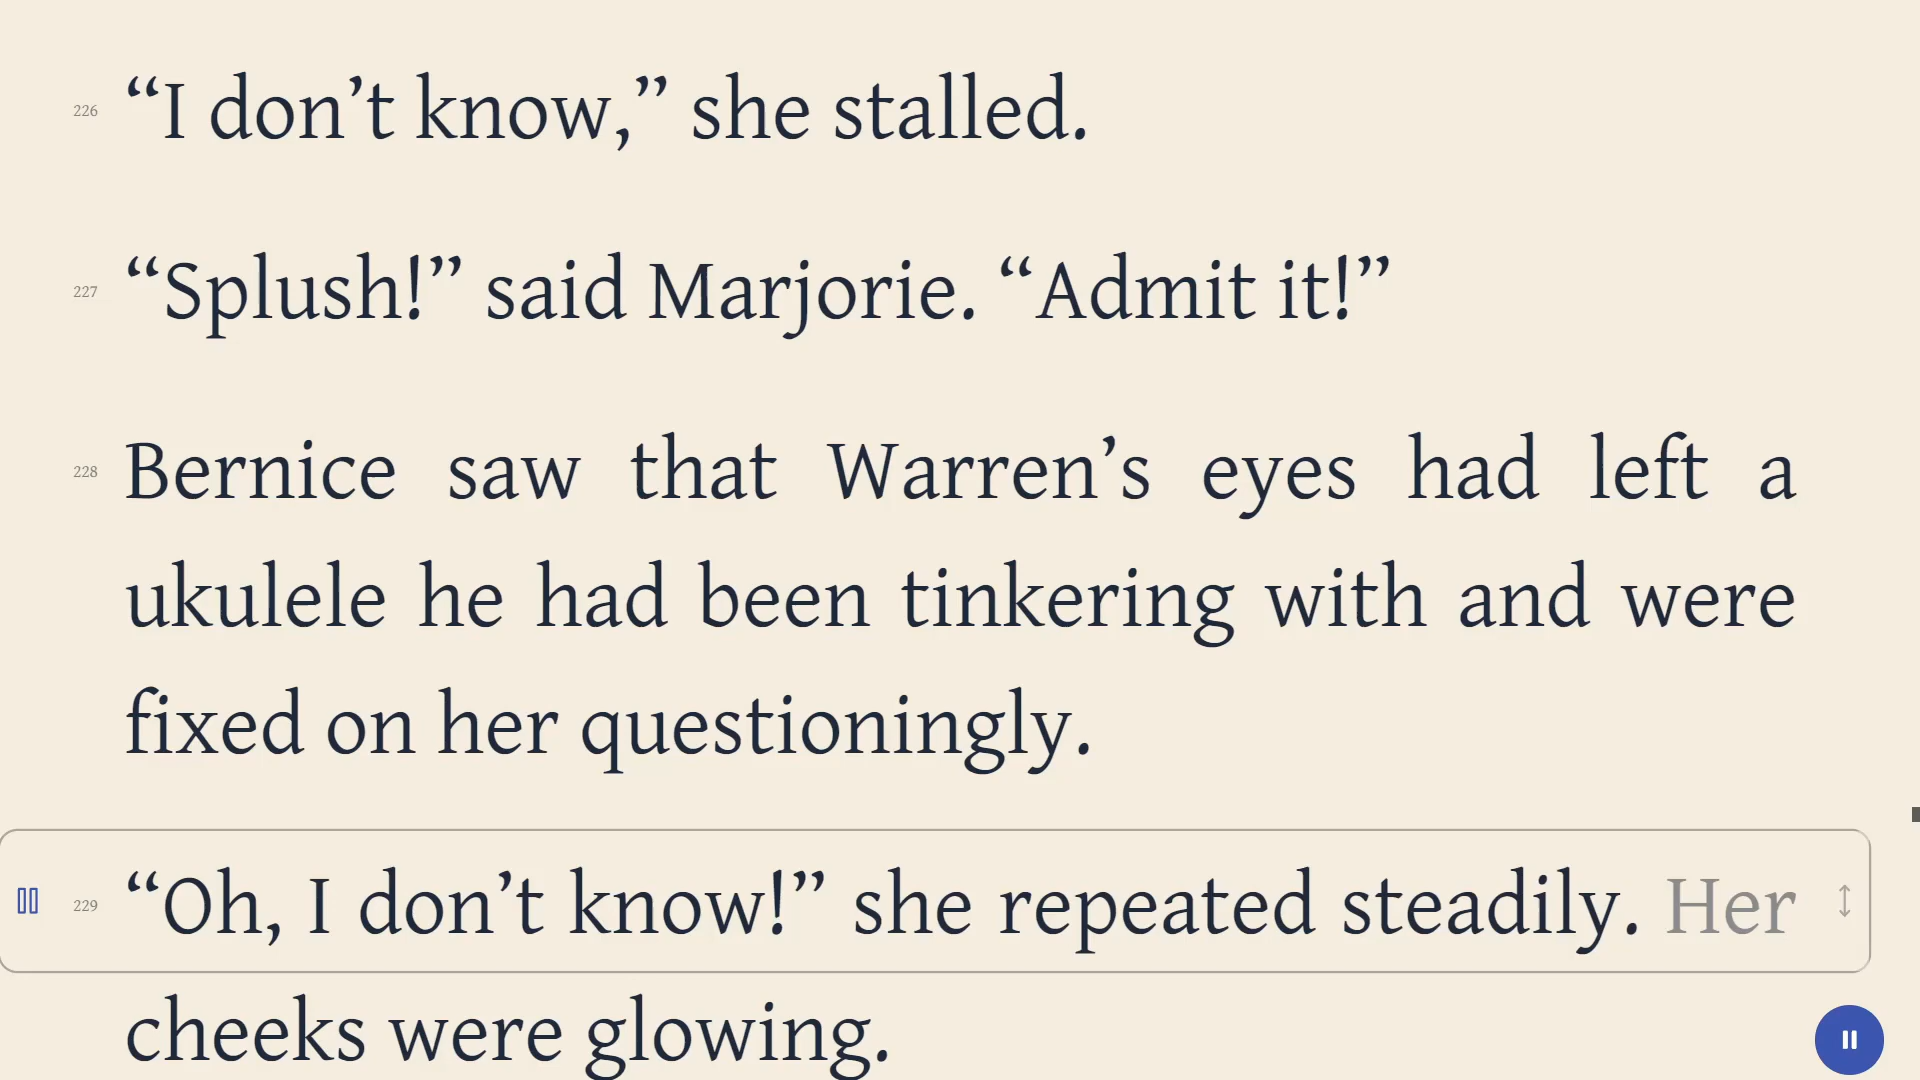 226 “I don’t know,” she stalled.
227 “Splush!” said Marjorie. “Admit it!”
228 Bernice saw that Warren’s eyes had left a
ukulele he had been tinkering with and were
fixed on her questioningly.
229 “Oh, I don’t know!” she repeated steadily. Her
cheeks were glowing.